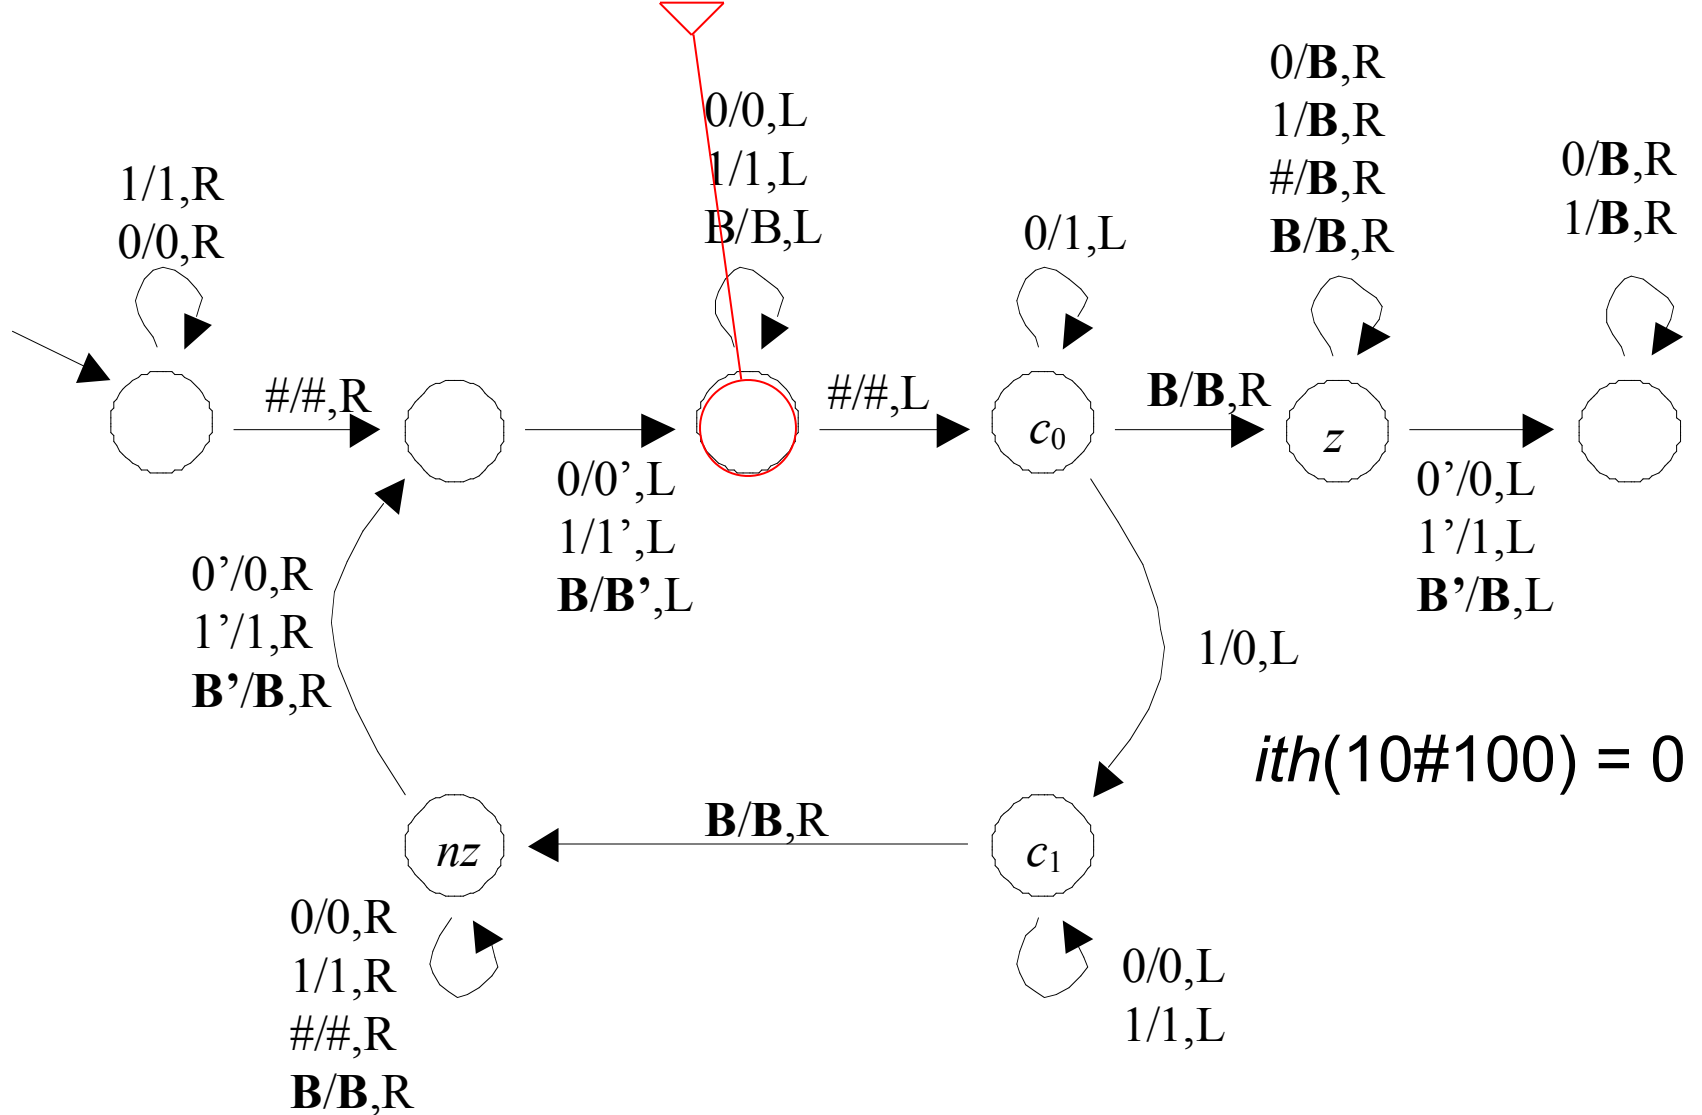 0/B,R
1/B,R
#/B,R
B/B,R
0/0,L
1/1,L
B/B,L
0/B,R
1/B,R
1/1,R
0/0,R
0/1,L
#/#,R
#/#,L
B/B,R
c0
z
0/0’,L
1/1’,L
B/B’,L
0’/0,L
1’/1,L
B’/B,L
0’/0,R
1’/1,R
B’/B,R
1/0,L
ith(10#100) = 0
B/B,R
nz
c1
0/0,R
1/1,R
#/#,R
B/B,R
0/0,L
1/1,L